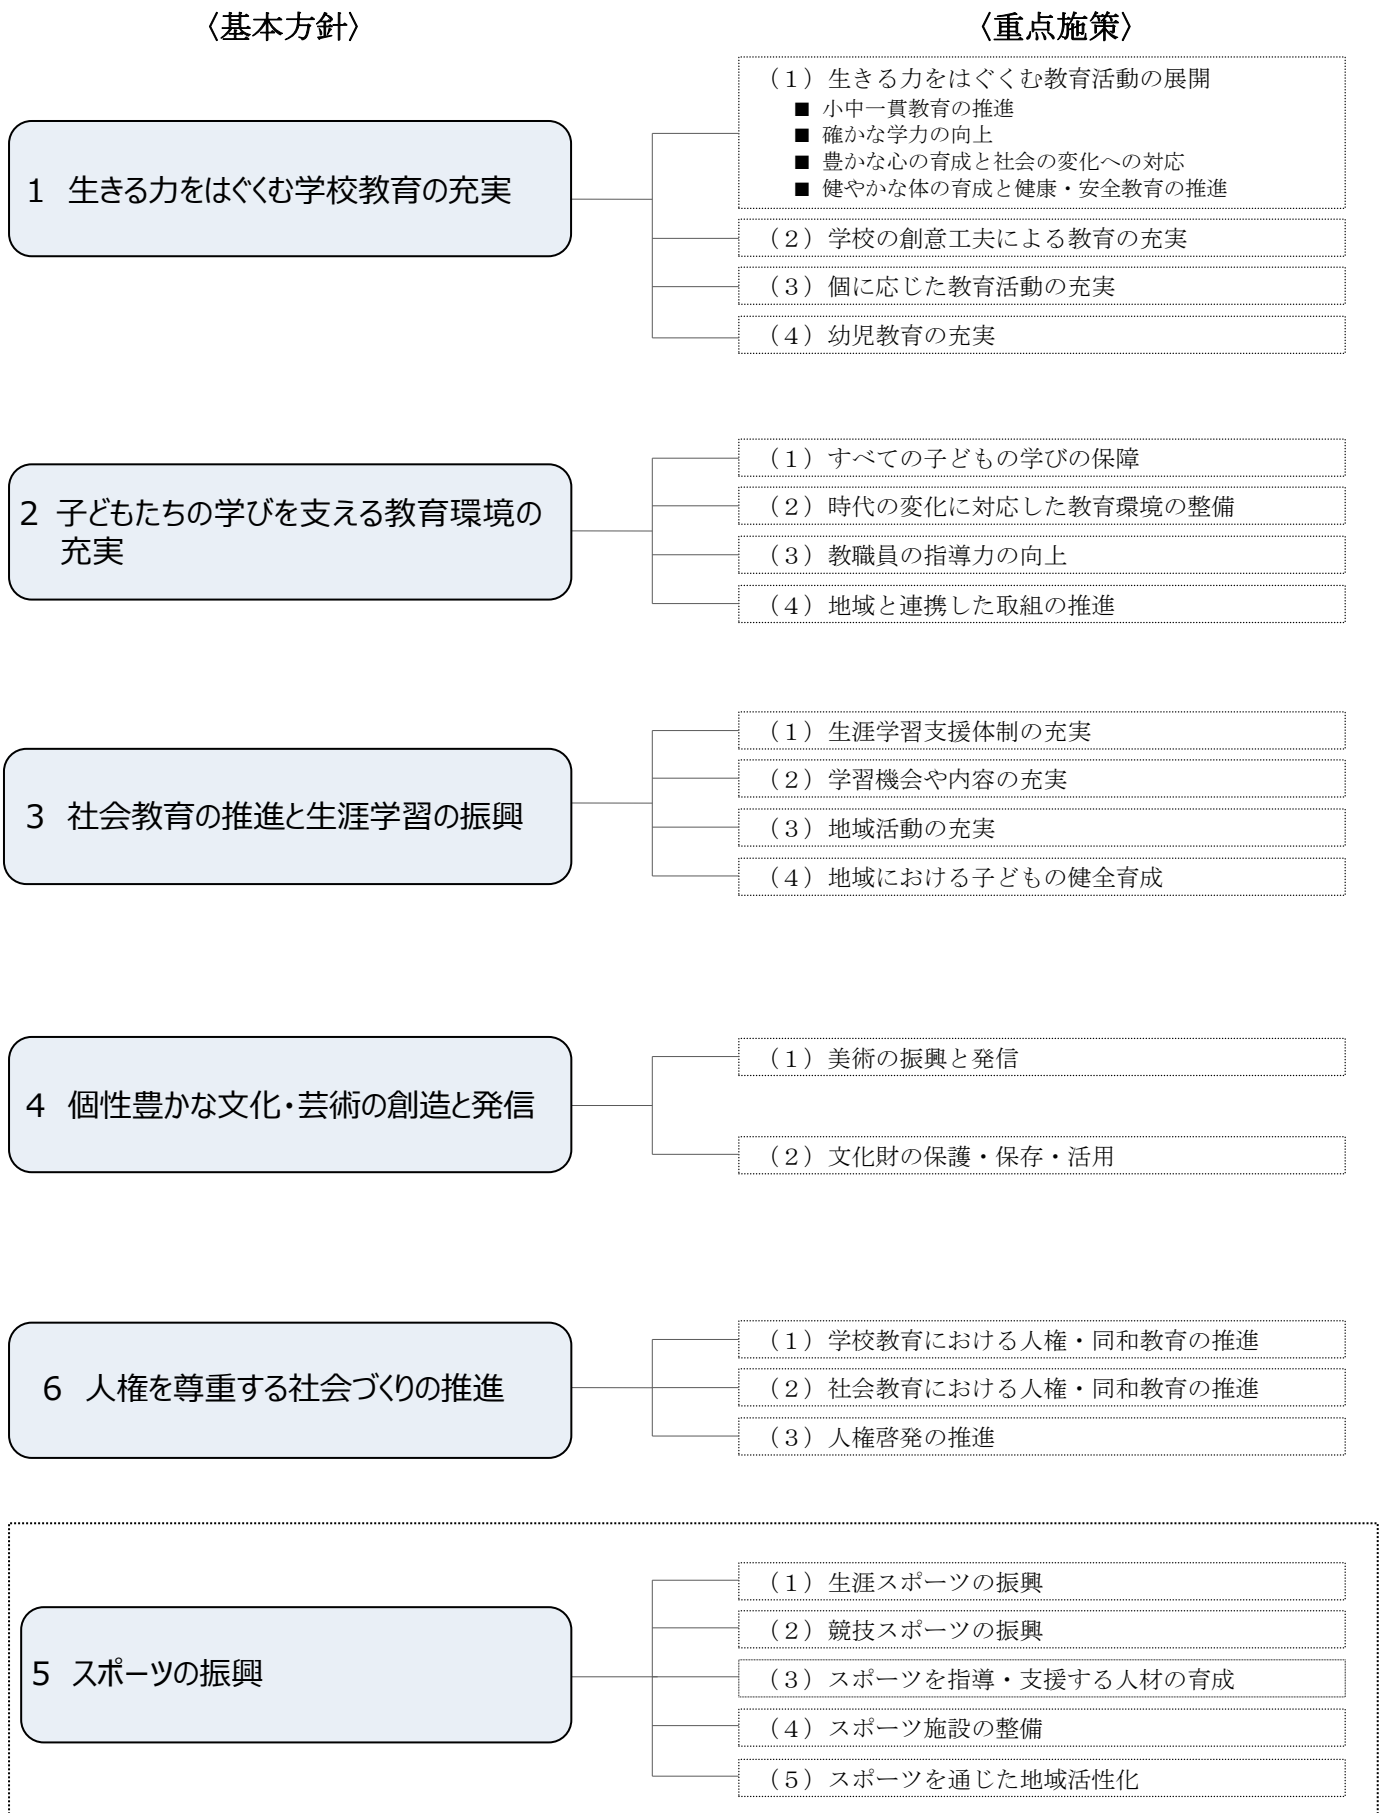 〈基本方針〉
〈重点施策〉
1 生きる力をはぐくむ学校教育の充実
（１）生きる力をはぐくむ教育活動の展開
■ 小中一貫教育の推進
■ 確かな学力の向上
■ 豊かな心の育成と社会の変化への対応
■ 健やかな体の育成と健康・安全教育の推進
（２）学校の創意工夫による教育の充実
（３）個に応じた教育活動の充実
（４）幼児教育の充実
2 子どもたちの学びを支える教育環境の
充実
（１）すべての子どもの学びの保障
（２）時代の変化に対応した教育環境の整備
（３）教職員の指導力の向上
（４）地域と連携した取組の推進
3 社会教育の推進と生涯学習の振興
（１）生涯学習支援体制の充実
（２）学習機会や内容の充実
（３）地域活動の充実
（４）地域における子どもの健全育成
4 個性豊かな文化・芸術の創造と発信
（１）美術の振興と発信
（２）文化財の保護・保存・活用
6 人権を尊重する社会づくりの推進
（１）学校教育における人権・同和教育の推進
（２）社会教育における人権・同和教育の推進
（３）人権啓発の推進
5 スポーツの振興
（１）生涯スポーツの振興
（２）競技スポーツの振興
（３）スポーツを指導・支援する人材の育成
（４）スポーツ施設の整備
（５）スポーツを通じた地域活性化